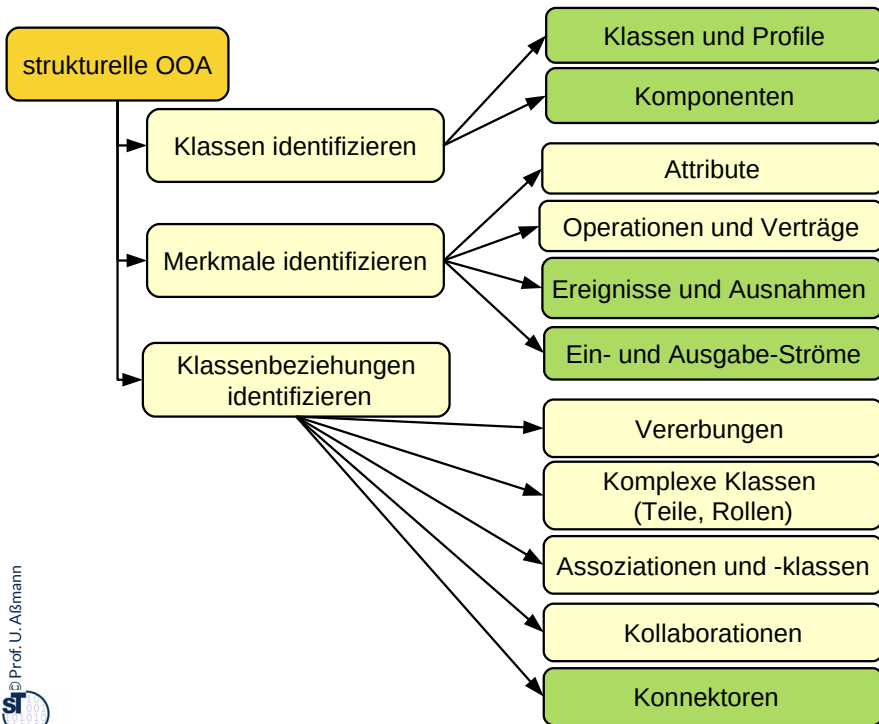 strukturelle OOA
Klassen identifizieren
Klassen und Profile
Komponenten
Merkmale identifizieren
Attribute
Operationen und Verträge
Ereignisse und Ausnahmen
Ein- und Ausgabe-Ströme
Klassenbeziehungen
identifizieren
Vererbungen
Komplexe Klassen
(Teile, Rollen)
Assoziationen und -klassen
Kollaborationen
Konnektoren
© Prof. U. Aßmann
ST